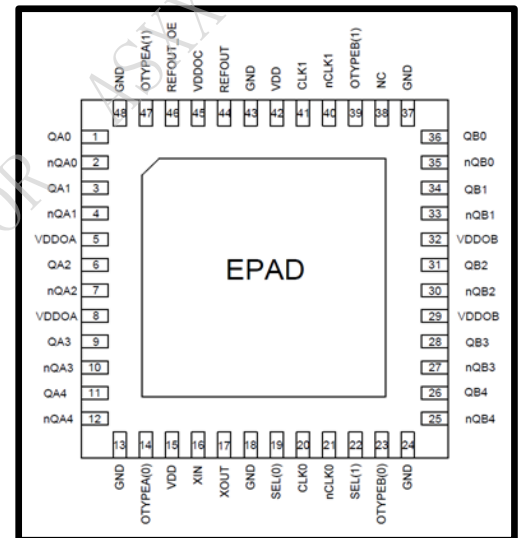 OR ASXX
GND OTYPEA(1) REFOUT_OE VDDOC REFOUT GND VDD CLK1 nCLK1 OTYPEB(1) NC GND
48 47 46 45 44 43 42 41 40 39 38 37
QA0 1 36 QB0
nQA0 2 35 nQB0
QA1 3 34 QB1
nQA1 4 33 nQB1
VDDOA 5 32 VDDOB
QA2 6 31 QB2
nQA2 7 30 nQB2
VDDOA 8 29 VDDOB
QA3 9 28 QB3
nQA3 10 27 nQB3
QA4 11 26 QB4
nQA4 12 25 nQB4
EPAD
13 14 15 16 17 18 19 20 21 22 23 24
GND OTYPEA(0) VDD XIN XOUT GND SEL(0) CLK0 nCLK0 SEL(1) OTYPEB(0) GND